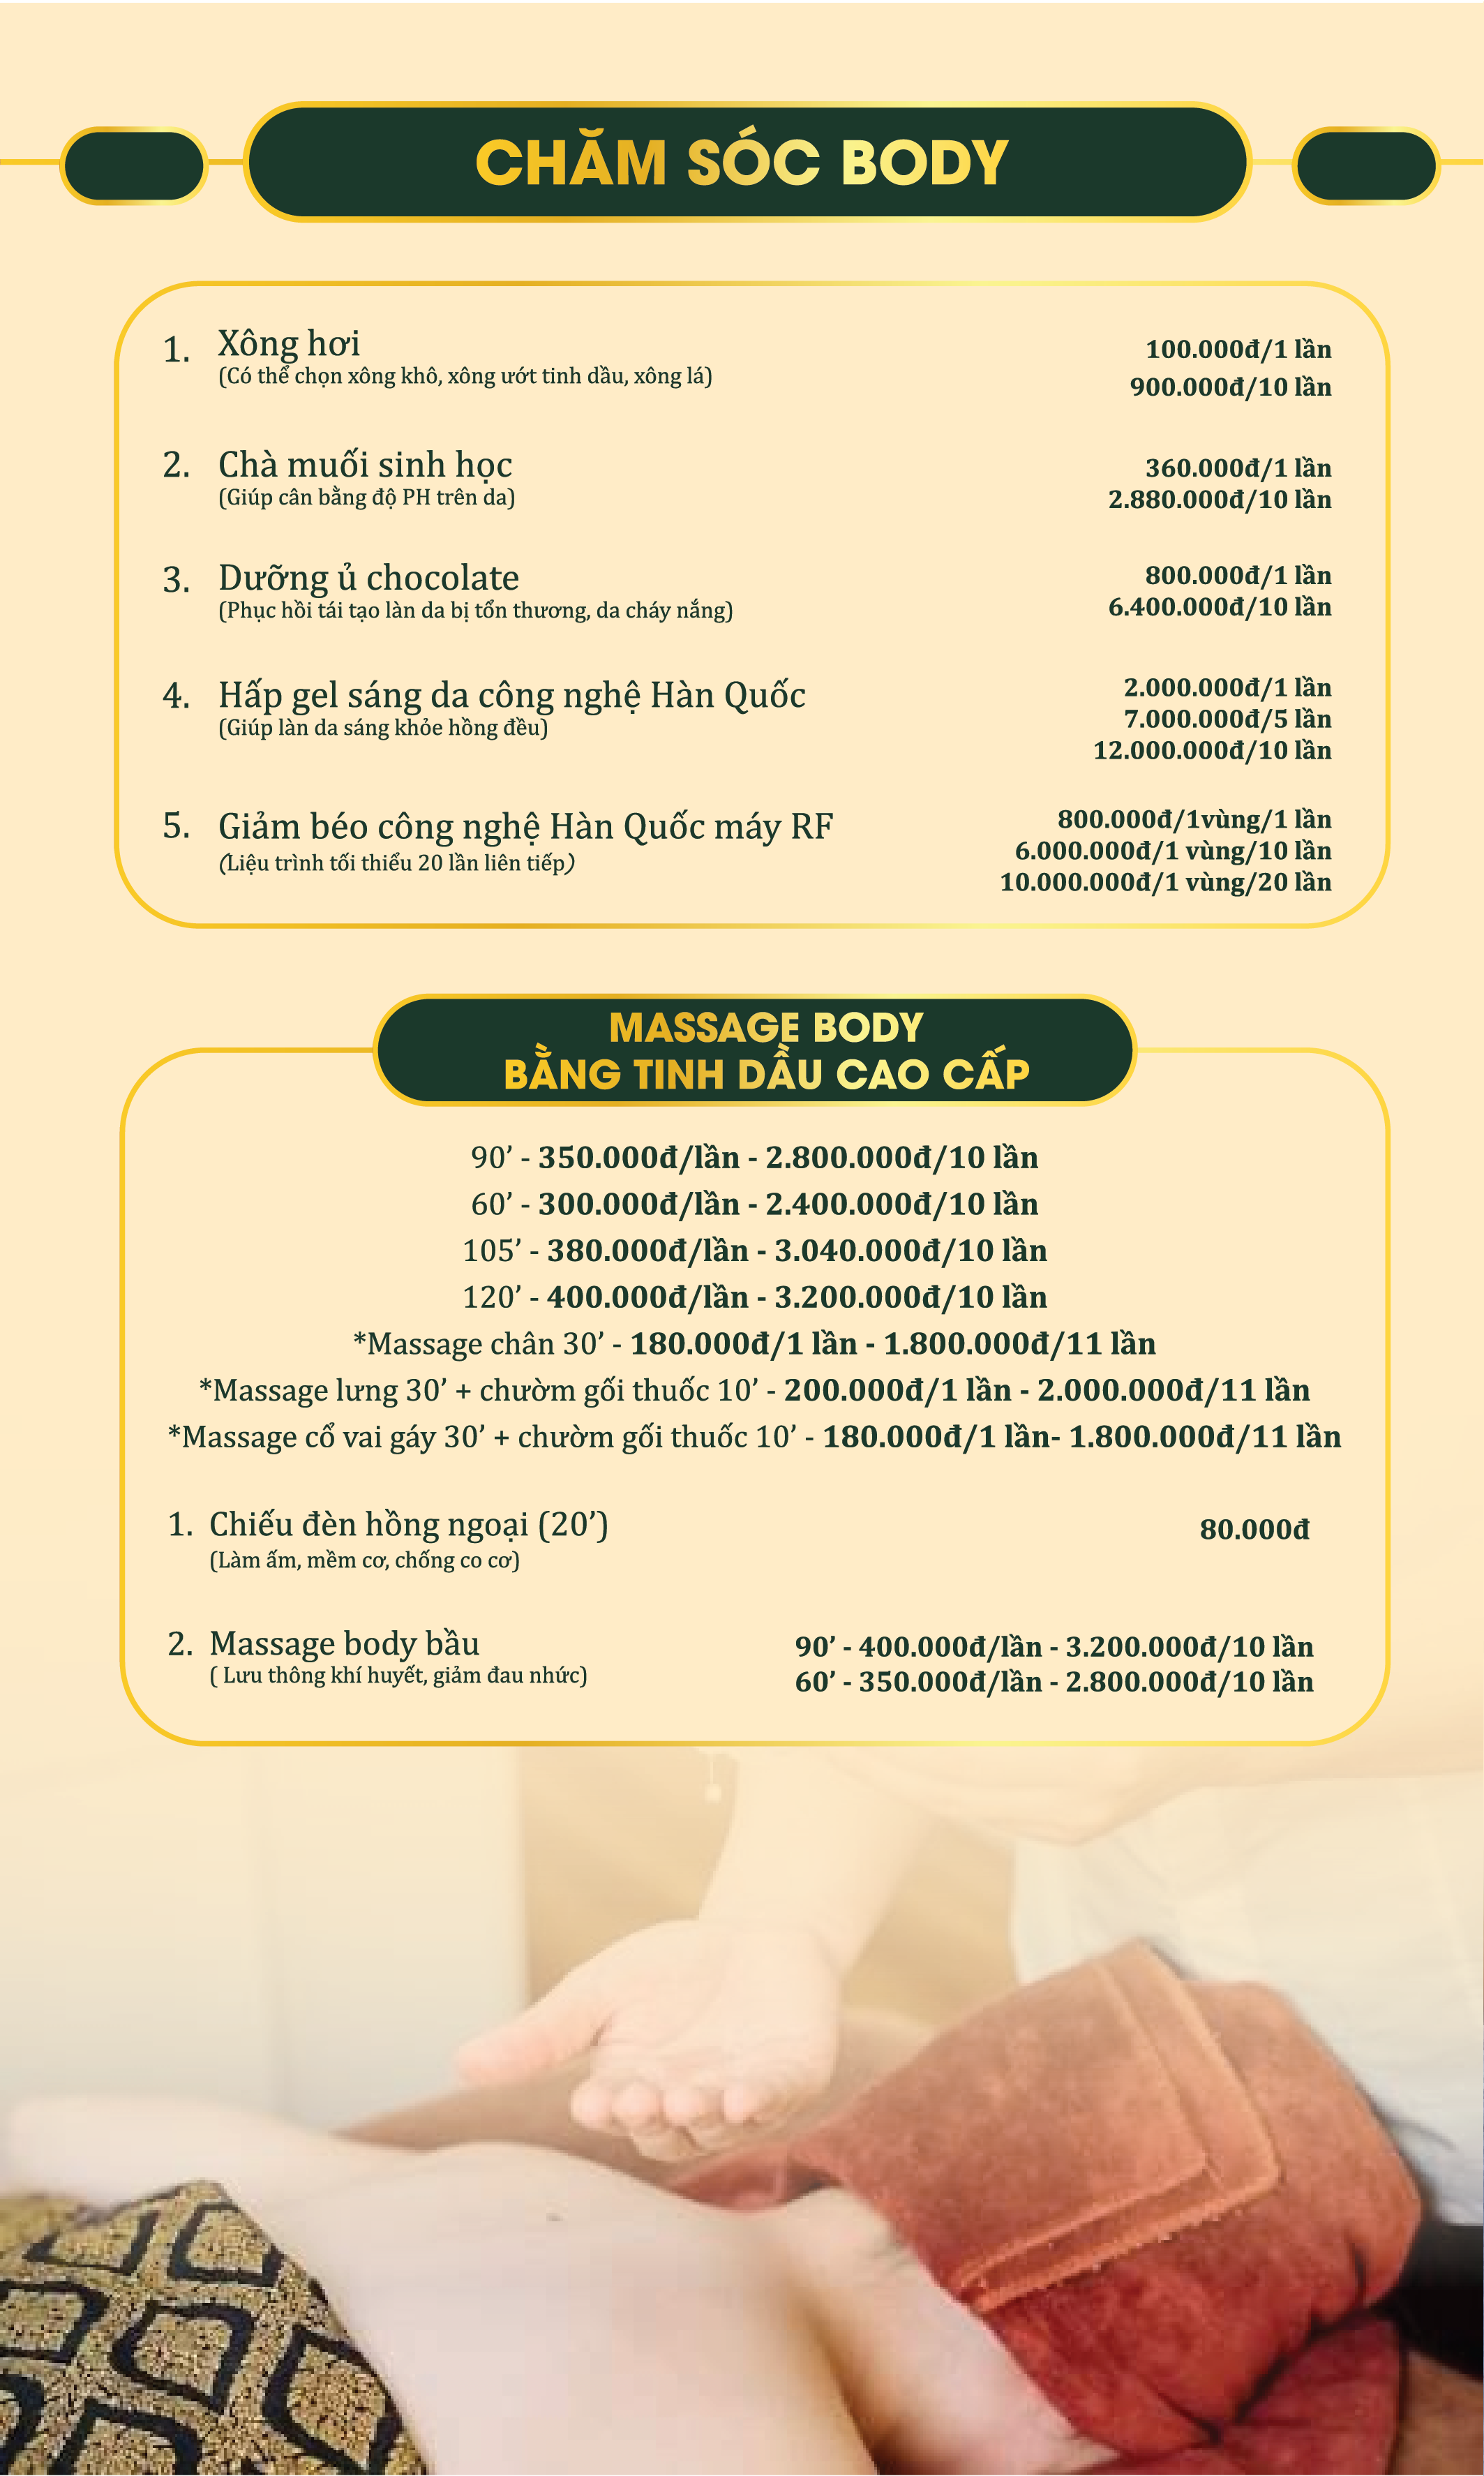 CHĂM SÓC BODY
1. Xông hơi
(Có thể chọn xông khô, xông ướt tinh dầu, xông lá)
100.000đ/1 lần
900.000đ/10 lần
2. Chà muối sinh học
(Giúp cân bằng độ PH trên da)
360.000đ/1 lần
2.880.000đ/10 lần
3. Dưỡng ủ chocolate
(Phục hồi tái tạo làn da bị tổn thương, da cháy nắng)
800.000đ/1 lần
6.400.000đ/10 lần
4. Hấp gel sáng da công nghệ Hàn Quốc
(Giúp làn da sáng khỏe hồng đều)
2.000.000đ/1 lần
7.000.000đ/5 lần
12.000.000đ/10 lần
5. Giảm béo công nghệ Hàn Quốc máy RF
(Liệu trình tối thiểu 20 lần liên tiếp)
800.000đ/1vùng/1 lần
6.000.000đ/1 vùng/10 lần
10.000.000đ/1 vùng/20 lần
MASSAGE BODY
BẰNG TINH DẦU CAO CẤP
90’ - 350.000đ/lần - 2.800.000đ/10 lần
60’ - 300.000đ/lần - 2.400.000đ/10 lần
105’ - 380.000đ/lần - 3.040.000đ/10 lần
120’ - 400.000đ/lần - 3.200.000đ/10 lần
*Massage chân 30’ - 180.000đ/1 lần - 1.800.000đ/11 lần
*Massage lưng 30’ + chườm gối thuốc 10’ - 200.000đ/1 lần - 2.000.000đ/11 lần
*Massage cổ vai gáy 30’ + chườm gối thuốc 10’ - 180.000đ/1 lần- 1.800.000đ/11 lần
1. Chiếu đèn hồng ngoại (20’)
(Làm ấm, mềm cơ, chống co cơ)
80.000đ
2. Massage body bầu
( Lưu thông khí huyết, giảm đau nhức)
90’ - 400.000đ/lần - 3.200.000đ/10 lần
60’ - 350.000đ/lần - 2.800.000đ/10 lần